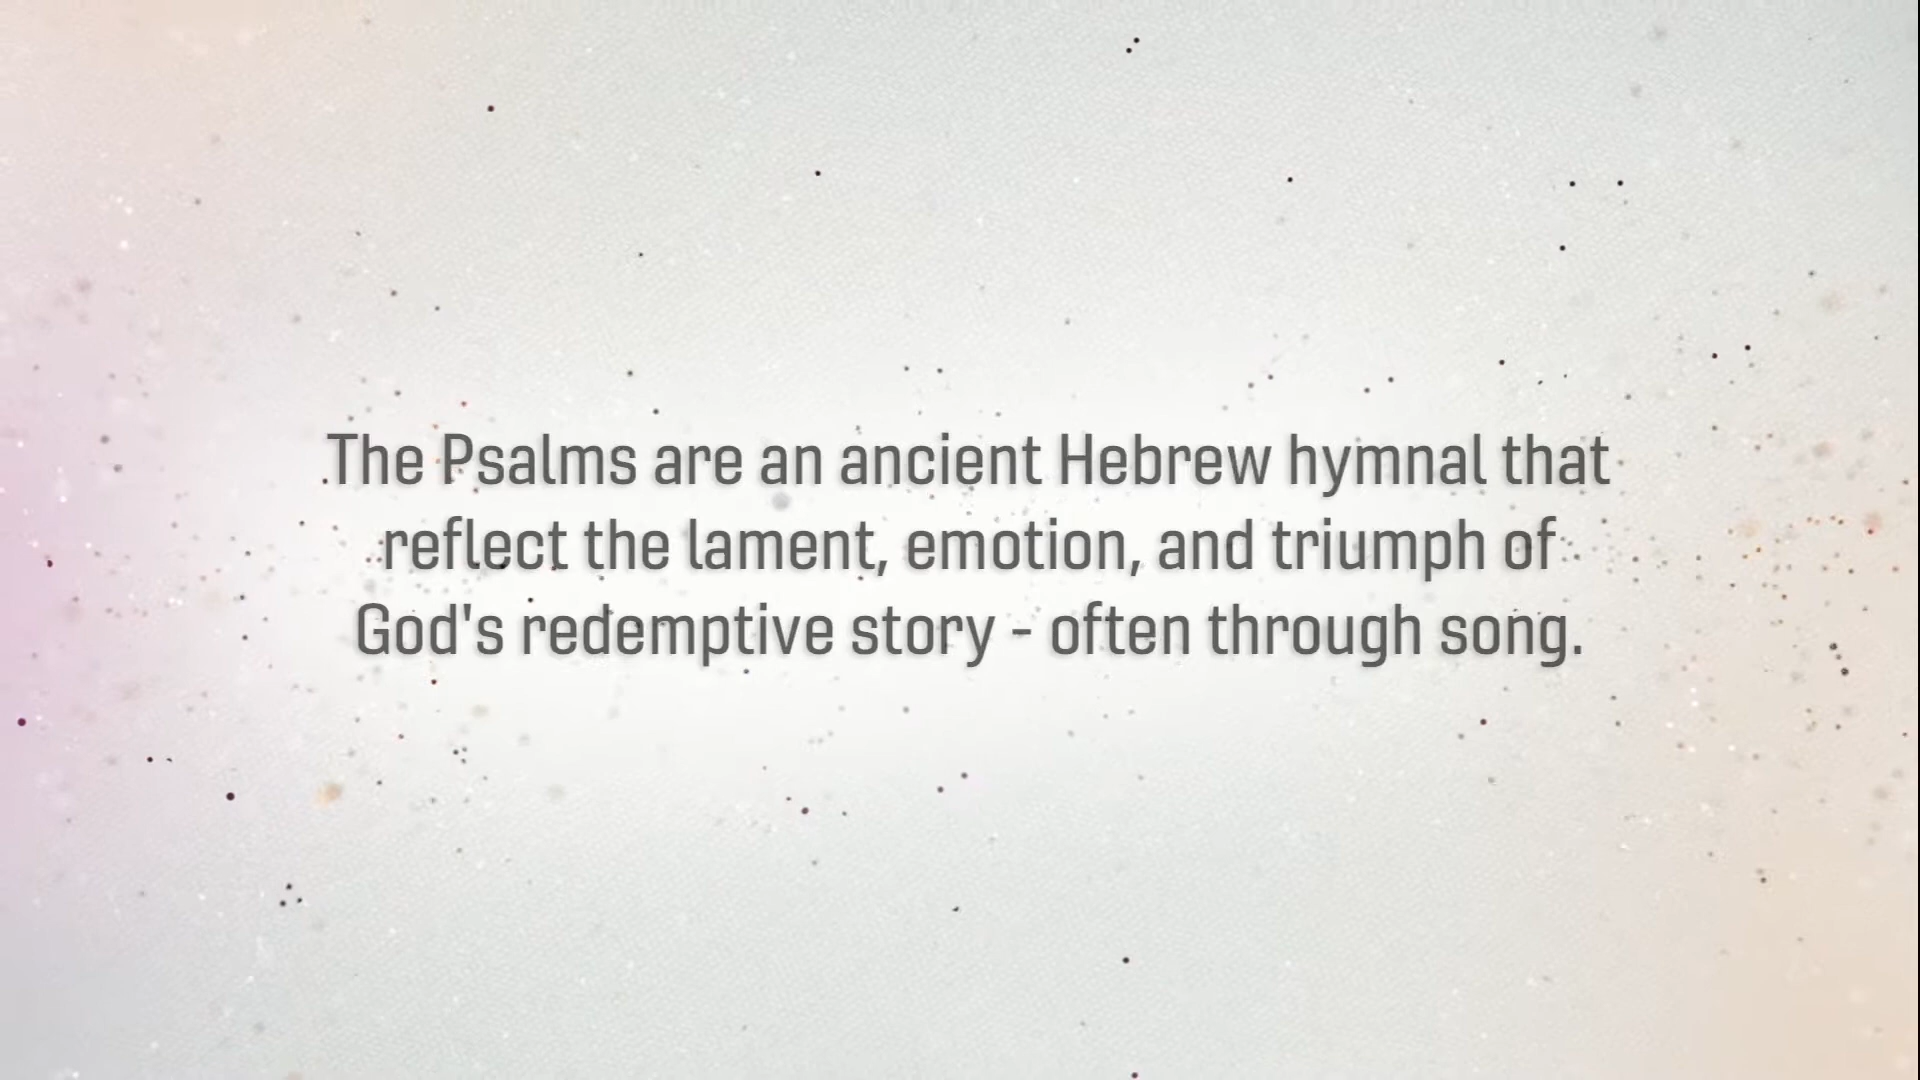 The Psalms are an ancient Hebrew hymnal that
reflect the lament, emotion, and triumph of
God's redemptive story - often through song.